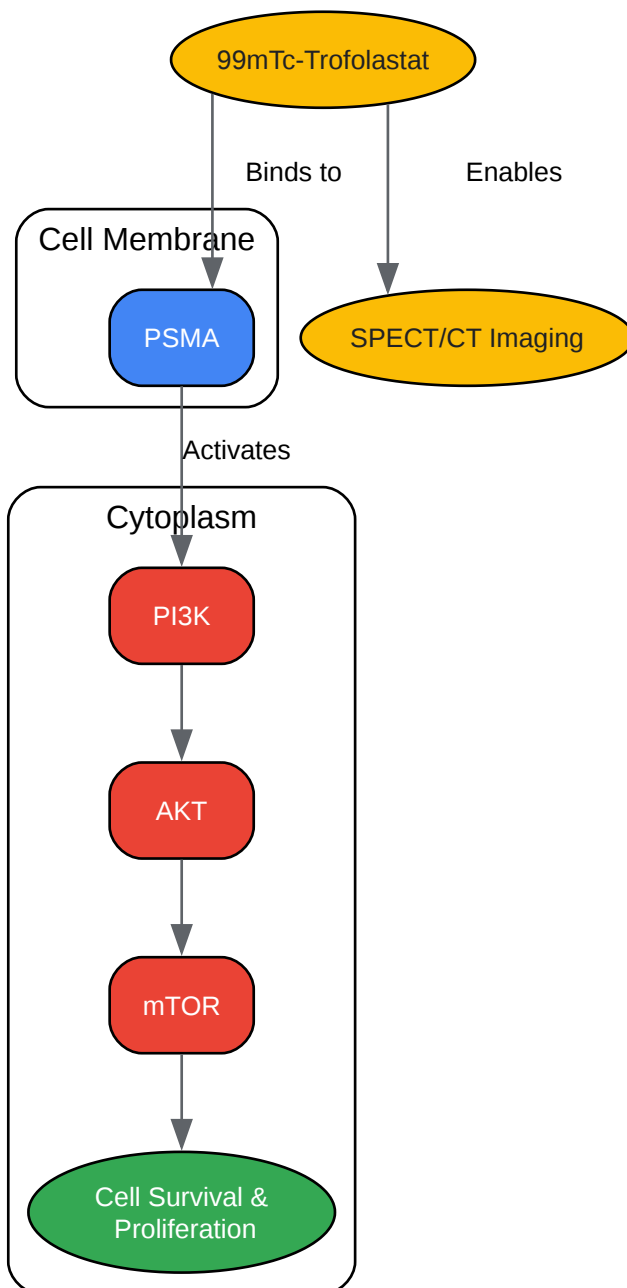 99mTc-Trofolastat
Binds to
Enables
Cell Membrane
PSMA
SPECT/CT Imaging
Activates
Cytoplasm
PI3K
AKT
mTOR
Cell Survival &
Proliferation